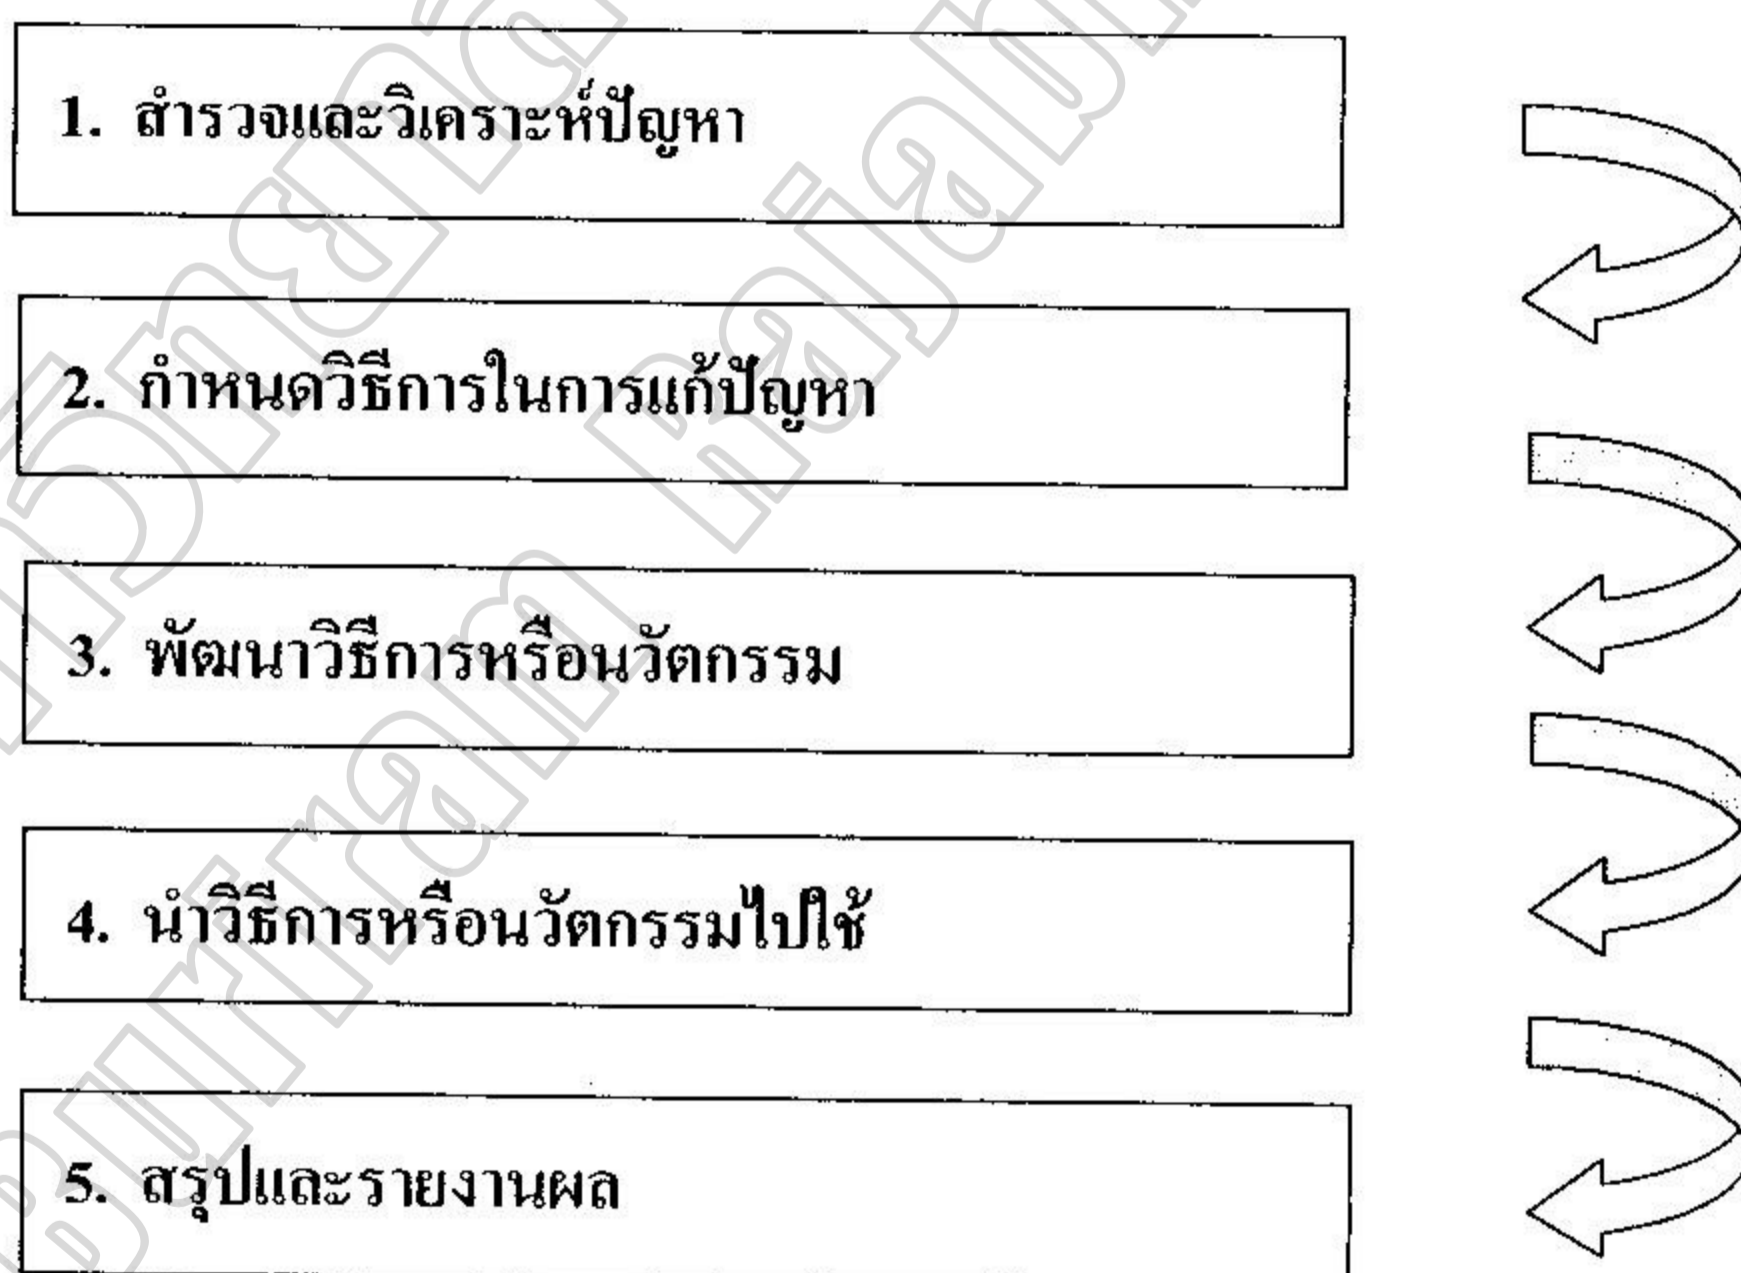 1. สำรวจและวิเคราะห์ปัญหา
2. กำหนดวิธีการในการแก้ปัญหา
3. พัฒนาวิธีการหรือนวัตกรรม
4. นำวิธีการหรือนวัตกรรมไปใช้
5. สรุปและรายงานผล